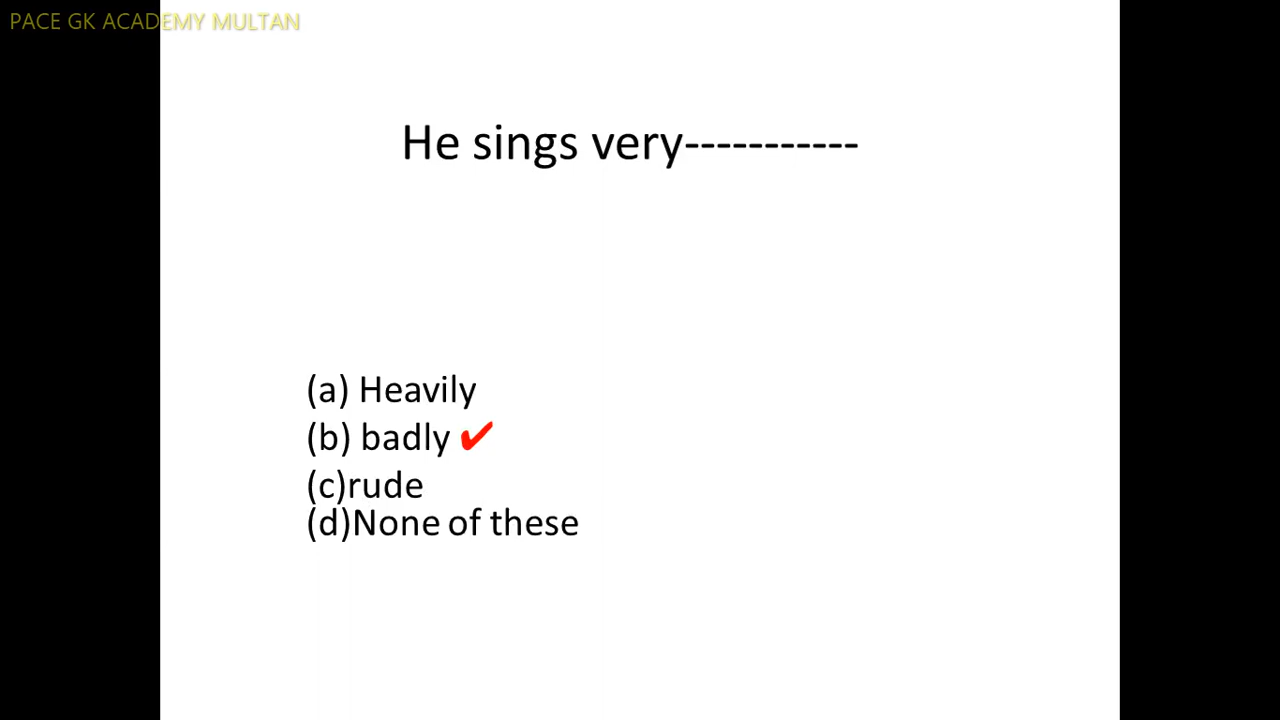 PACE GK ACADEMY MULTAN
He sings very-----------
(a) Heavily
(b) badly ✔
(c)rude
(d)None of these